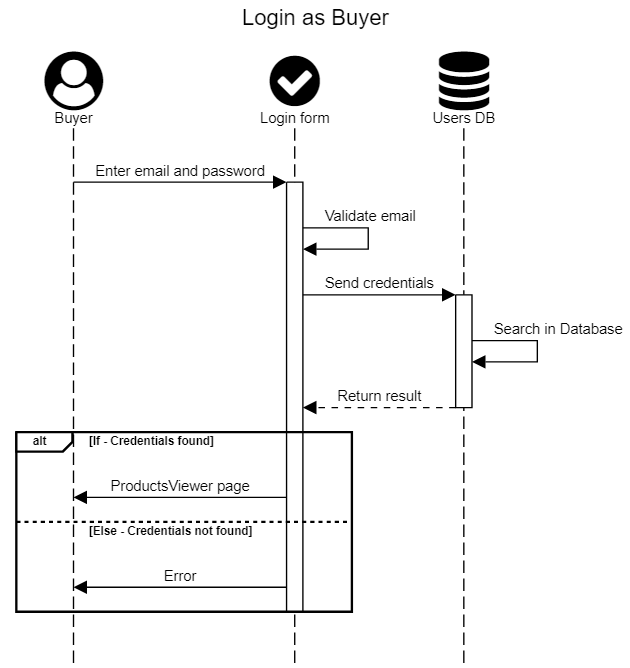 Login as Buyer
Buyer
Login form
Users DB
Enter email and password
Validate email
Send credentials
Search in Database
Return result
alt
[If - Credentials found]
ProductsViewer page
[Else - Credentials not found]
Error